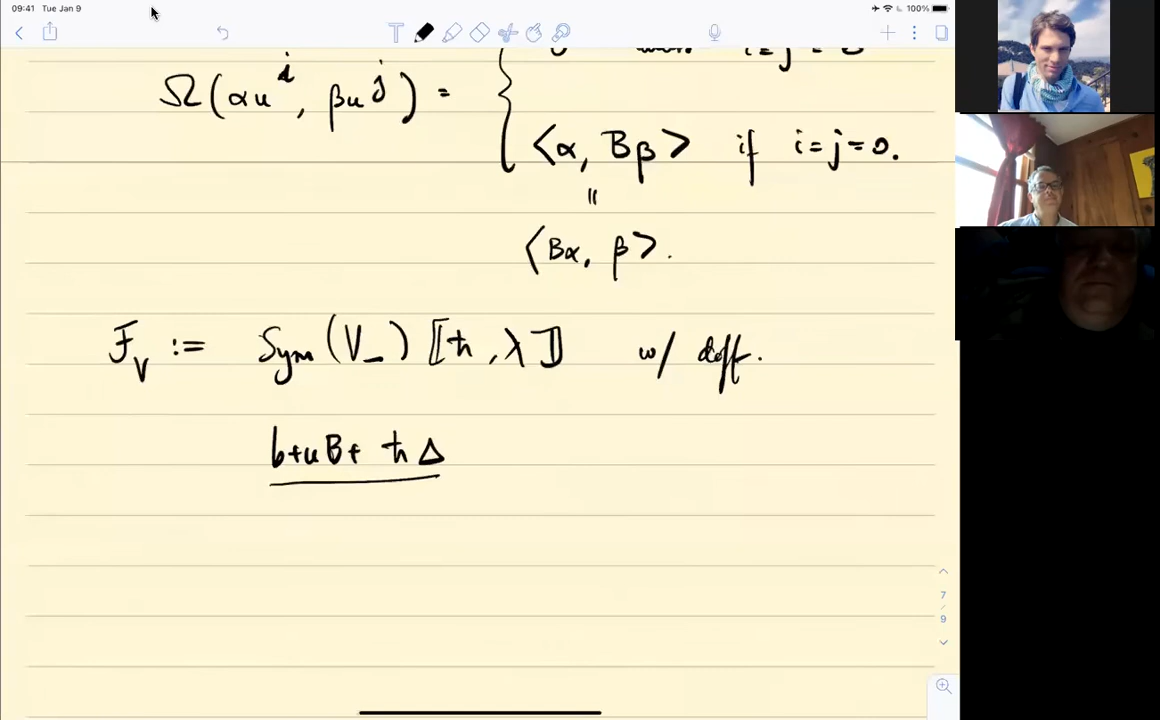 09:41 Tue Jan 9
100%
Ω(αu^i, βu^j) = {
⟨α, Bβ⟩ if i=j=0.
=
⟨Bα, β⟩.
F_V := Sym(V_-)[[ħ, λ]] w/ diff.
b+uB+ ħΔ
7
/
9